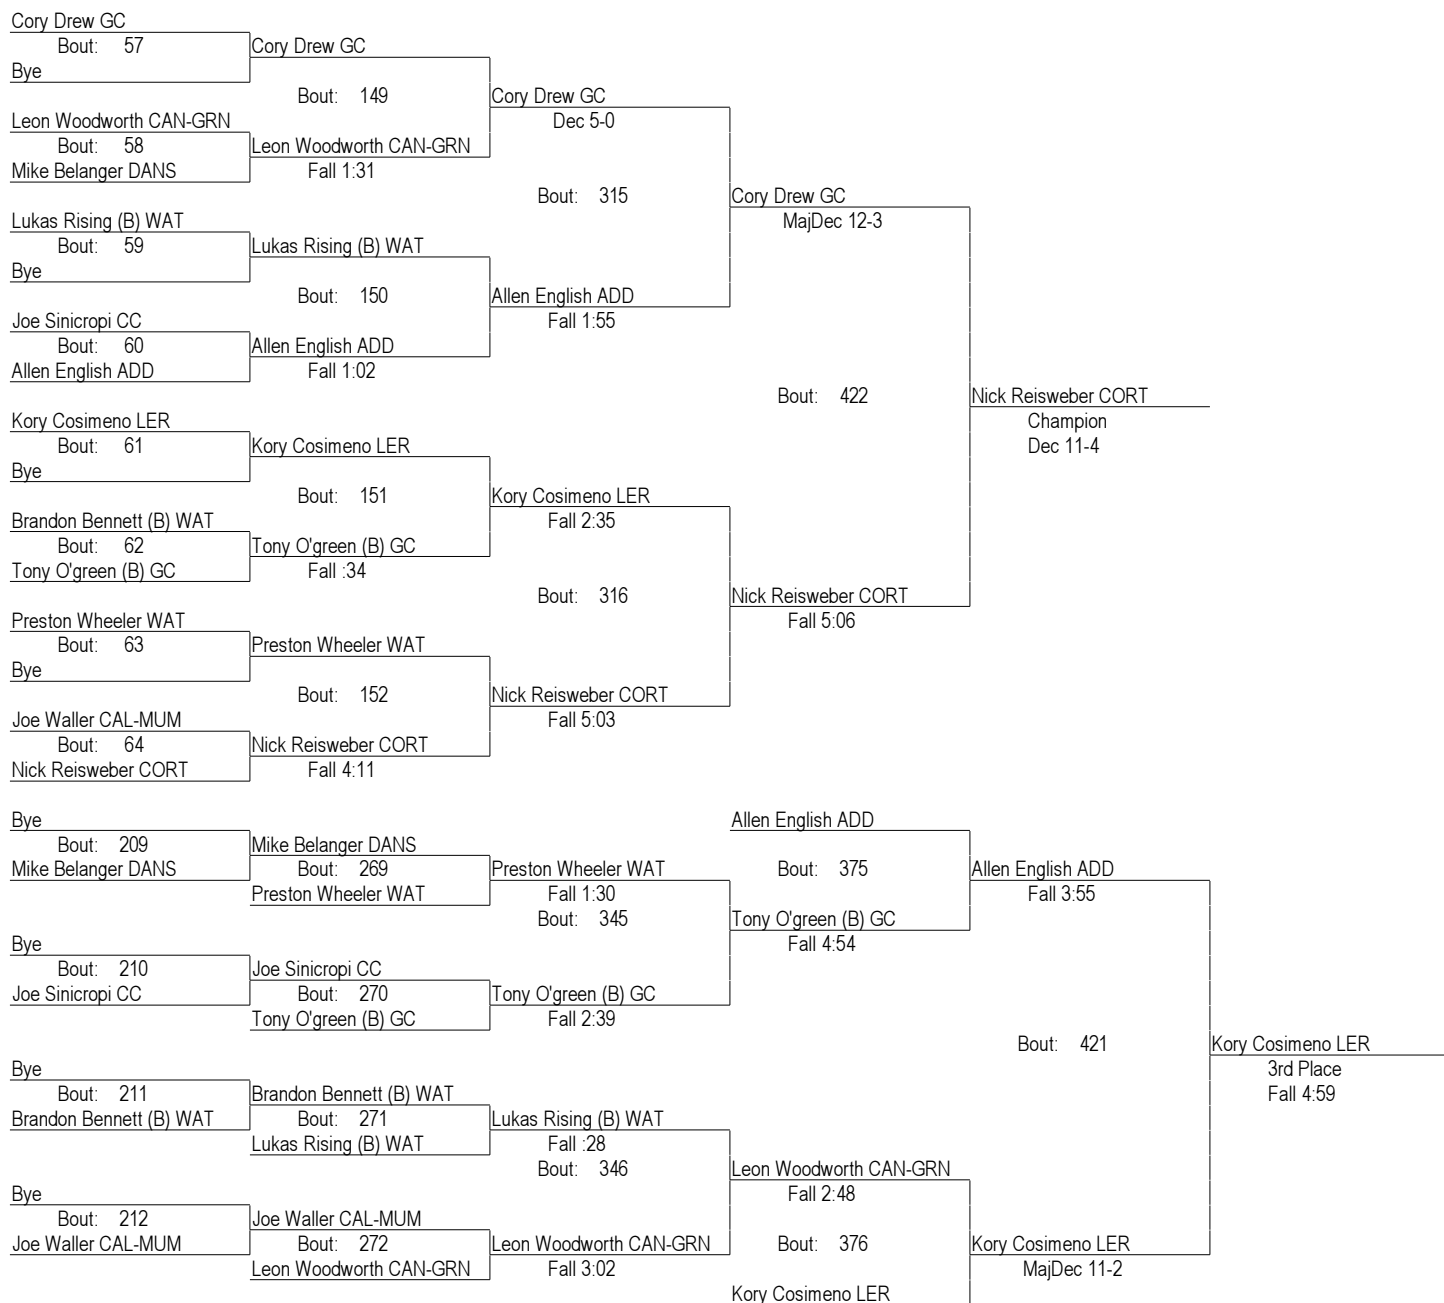 Cory Drew GC
Bout: 57
Cory Drew GC
Bye
Bout: 149
Cory Drew GC
Dec 5-0
Leon Woodworth CAN-GRN
Bout: 58
Leon Woodworth CAN-GRN
Mike Belanger DANS
Fall 1:31
Bout: 315
Cory Drew GC
MajDec 12-3
Lukas Rising (B) WAT
Bout: 59
Lukas Rising (B) WAT
Bye
Bout: 150
Allen English ADD
Fall 1:55
Joe Sinicropi CC
Bout: 60
Allen English ADD
Allen English ADD
Fall 1:02
Bout: 422
Nick Reisweber CORT
Champion
Dec 11-4
Kory Cosimeno LER
Bout: 61
Kory Cosimeno LER
Bye
Bout: 151
Kory Cosimeno LER
Fall 2:35
Brandon Bennett (B) WAT
Bout: 62
Tony O'green (B) GC
Tony O'green (B) GC
Fall :34
Bout: 316
Nick Reisweber CORT
Fall 5:06
Preston Wheeler WAT
Bout: 63
Preston Wheeler WAT
Bye
Bout: 152
Nick Reisweber CORT
Fall 5:03
Joe Waller CAL-MUM
Bout: 64
Nick Reisweber CORT
Nick Reisweber CORT
Fall 4:11
Bye
Bout: 209
Mike Belanger DANS
Mike Belanger DANS
Bout: 269
Preston Wheeler WAT
Preston Wheeler WAT
Fall 1:30
Bout: 345
Allen English ADD
Bout: 375
Allen English ADD
Fall 3:55
Tony O'green (B) GC
Fall 4:54
Bye
Bout: 210
Joe Sinicropi CC
Joe Sinicropi CC
Bout: 270
Tony O'green (B) GC
Tony O'green (B) GC
Fall 2:39
Bout: 421
Kory Cosimeno LER
3rd Place
Fall 4:59
Bye
Bout: 211
Brandon Bennett (B) WAT
Brandon Bennett (B) WAT
Bout: 271
Lukas Rising (B) WAT
Lukas Rising (B) WAT
Fall :28
Bout: 346
Leon Woodworth CAN-GRN
Fall 2:48
Bye
Bout: 212
Joe Waller CAL-MUM
Joe Waller CAL-MUM
Bout: 272
Leon Woodworth CAN-GRN
Leon Woodworth CAN-GRN
Fall 3:02
Bout: 376
Kory Cosimeno LER
MajDec 11-2
Kory Cosimeno LER